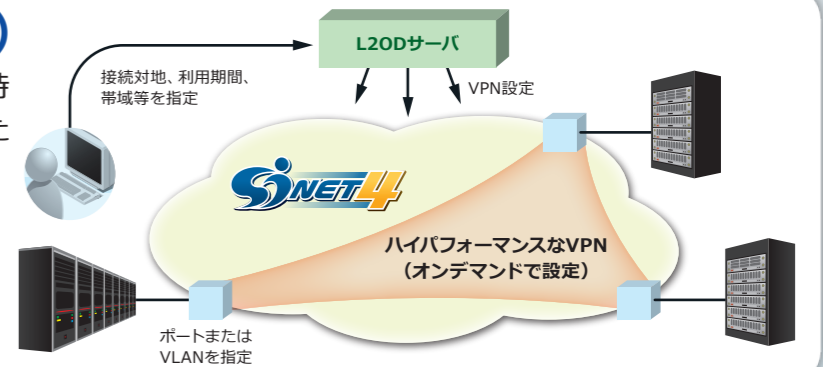 L2ODサーバ
接続対地、利用期間、
帯域等を指定
VPN設定
時
SINET4
ハイパフォーマンスなVPN
（オンデマンドで設定）
ポートまたは
VLANを指定